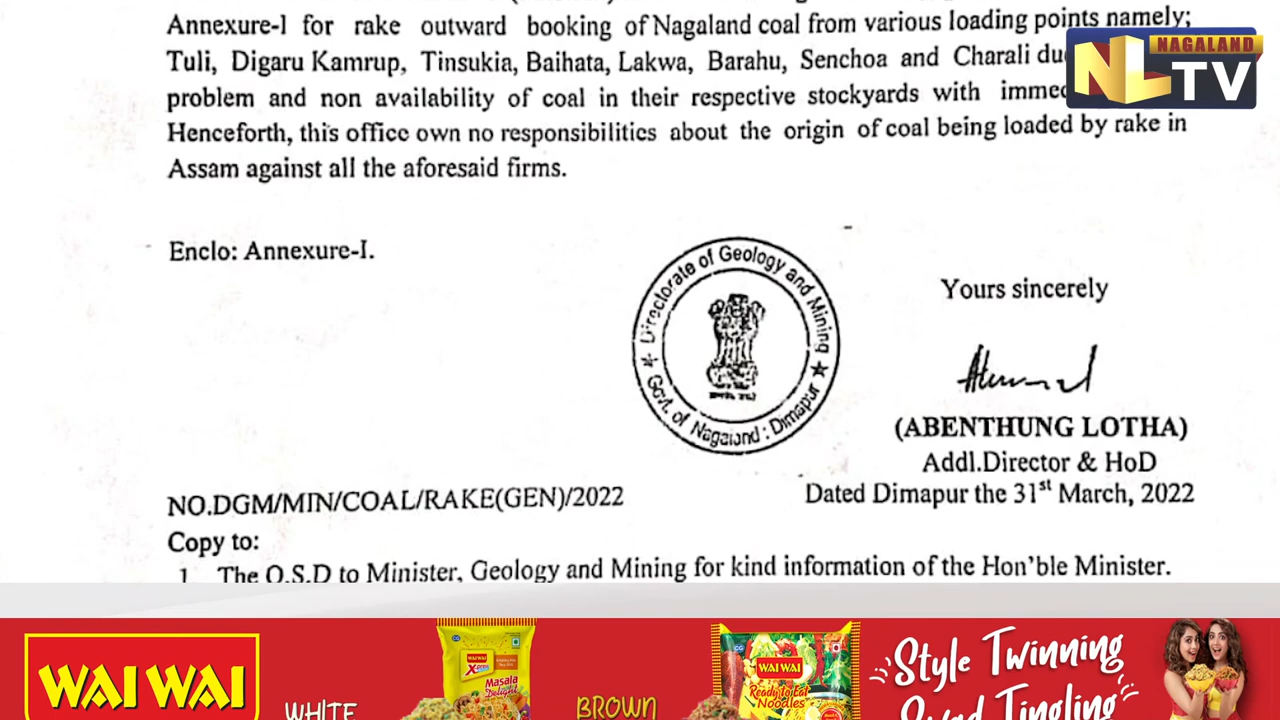 Annexure-I for rake outward booking of Nagaland coal from various loading points namely;
Tuli, Digaru Kamrup, Tinsukia, Baihata, Lakwa, Barahu, Senchoa and Charali
problem and non availability of coal in their respective stockyards with
Henceforth, this office own no responsibilities about the origin of coal being loaded by rake in
Assam against all the aforesaid firms.
NAGALAND
NLTV
Enclo: Annexure-I.
Directorate of Geology and Mining
Govt. of Nagaland : Dimapur
Yours sincerely
(ABENTHUNG LOTHA)
Addl.Director & HoD
NO.DGM/MIN/COAL/RAKE(GEN)/2022
Dated Dimapur the 31st March, 2022
Copy to:
1. The O.S.D to Minister, Geology and Mining for kind information of the Hon'ble Minister.
WAI WAI
WHITE
WAI WAI
Xpress
Masala
Delight
BROWN
WAI WAI
Ready to Eat
Noodles
Style Twinning
Tingling